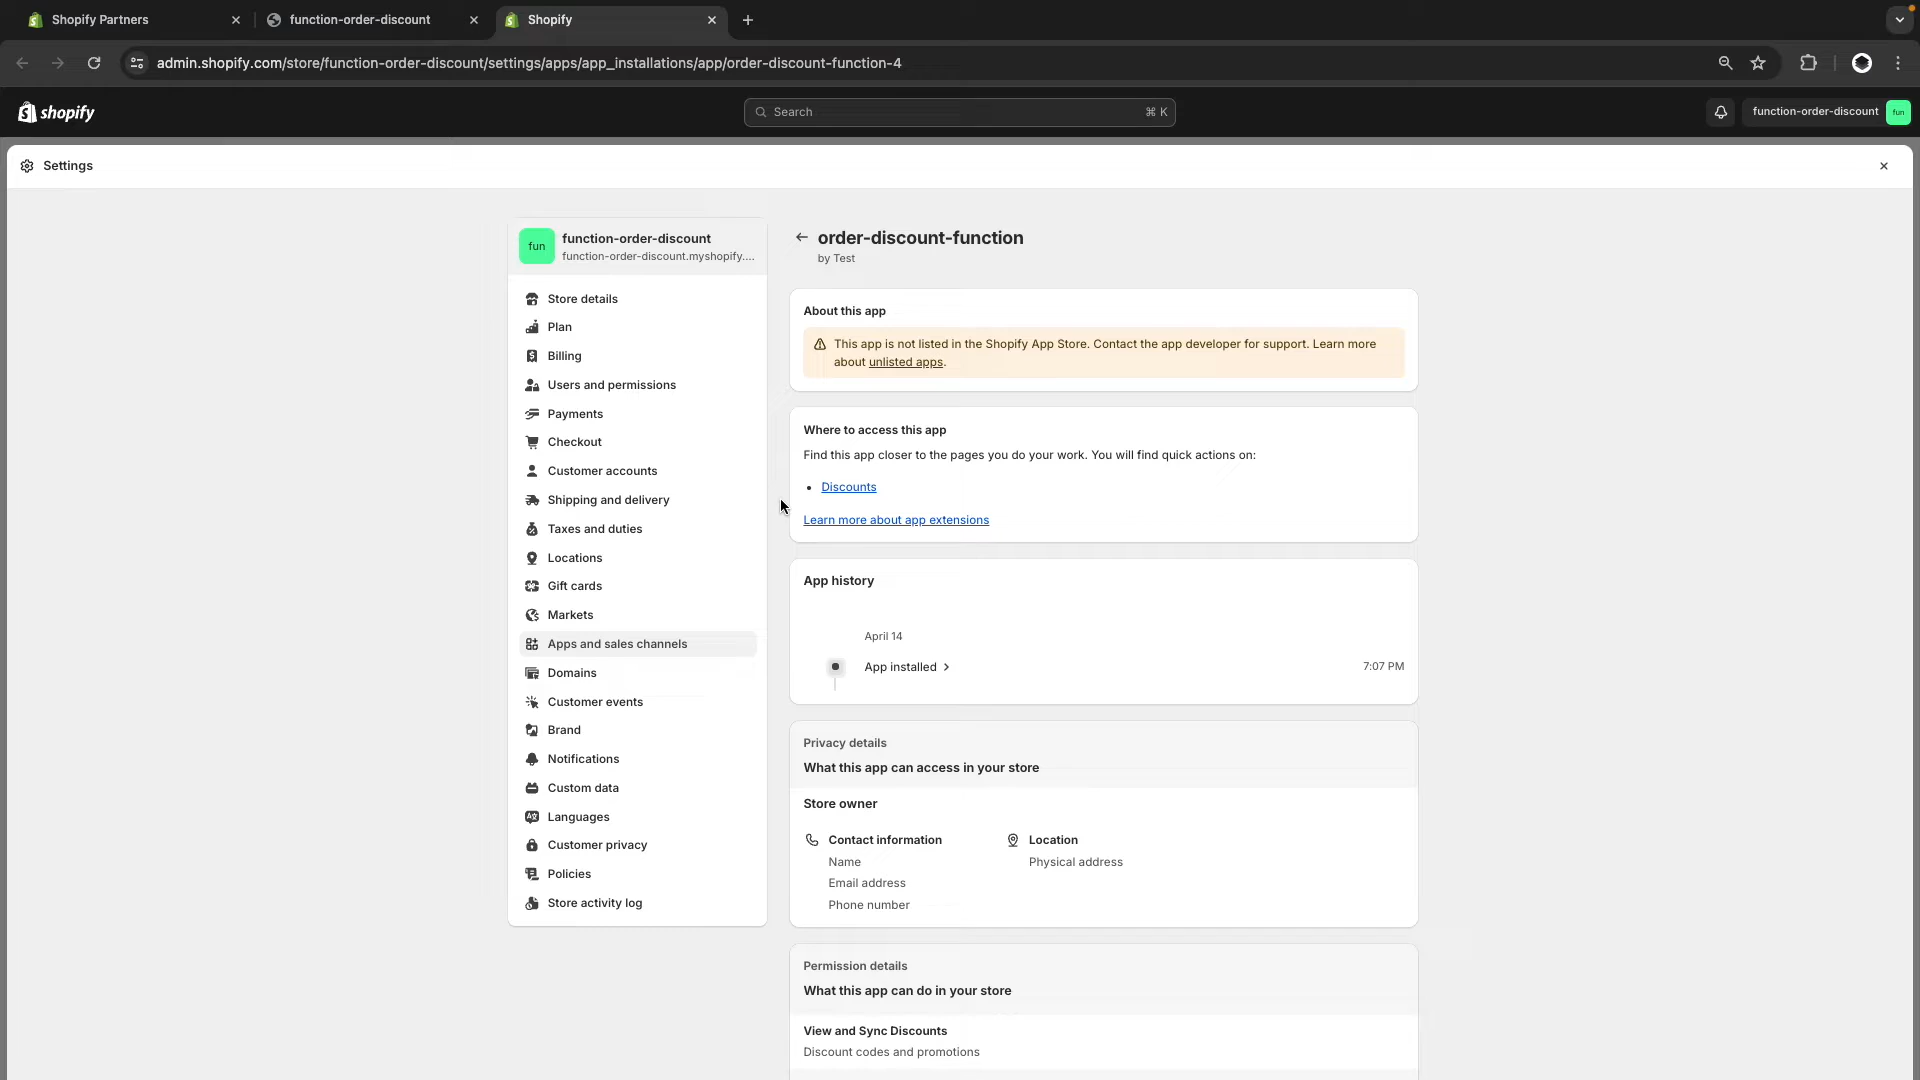 Shopify Partners
function-order-discount
Shopify
admin.shopify.com/store/function-order-discount/settings/apps/app_installations/app/order-discount-function-4
shopify
Search
⌘ K
function-order-discount
fun
Settings
fun
function-order-discount
function-order-discount.myshopify....
Store details
Plan
Billing
Users and permissions
Payments
Checkout
Customer accounts
Shipping and delivery
Taxes and duties
Locations
Gift cards
Markets
Apps and sales channels
Domains
Customer events
Brand
Notifications
Custom data
Languages
Customer privacy
Policies
Store activity log
order-discount-function
by Test
About this app
This app is not listed in the Shopify App Store. Contact the app developer for support. Learn more
about unlisted apps.
Where to access this app
Find this app closer to the pages you do your work. You will find quick actions on:
• Discounts
Learn more about app extensions
App history
April 14
App installed
7:07 PM
Privacy details
What this app can access in your store
Store owner
Contact information
Name
Email address
Phone number
Location
Physical address
Permission details
What this app can do in your store
View and Sync Discounts
Discount codes and promotions